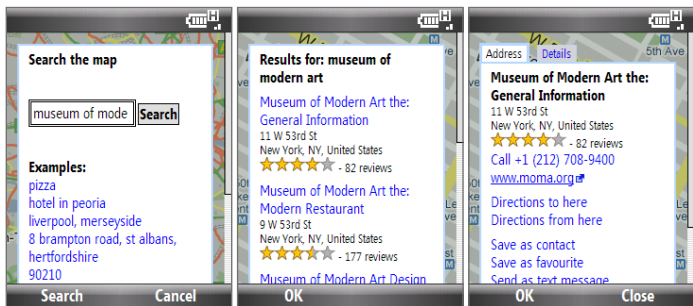 Search the map
museum of mode
Search
Examples:
pizza
hotel in peoria
liverpool, merseyside
8 brampton road, st albans,
hertfordshire
90210
Search Cancel
Results for: museum of
modern art
Museum of Modern Art the:
General Information
11 W 53rd St
New York, NY, United States
- 82 reviews
Museum of Modern Art the:
Modern Restaurant
9 W 53rd St
New York, NY, United States
- 177 reviews
Museum of Modern Art Design
OK
5th Ave
Address Details
Museum of Modern Art the:
General Information
11 W 53rd St
New York, NY, United States
- 82 reviews
Call +1 (212) 708-9400
www.moma.org
Directions to here
Directions from here
Save as contact
Save as favourite
Send as text message
OK Close